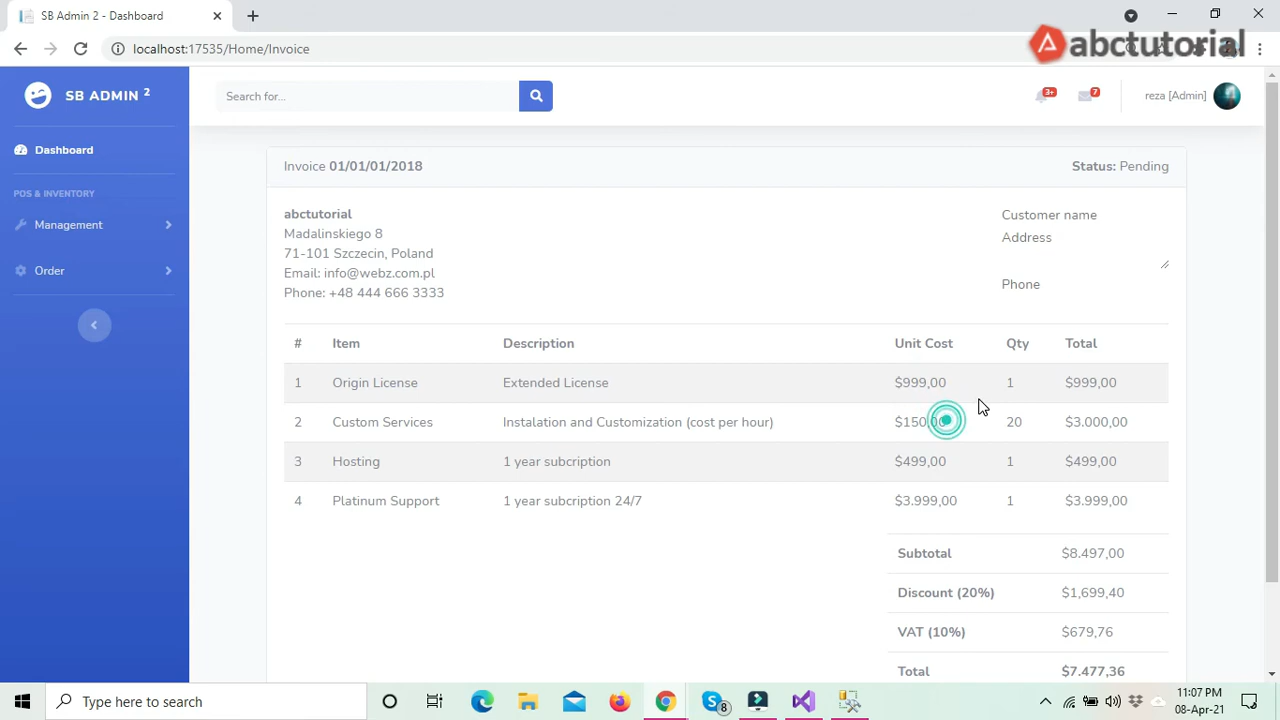 SB Admin 2 - Dashboard
localhost:17535/Home/Invoice
abctutorial
SB ADMIN 2
Search for...
3+
7
reza [Admin]
Dashboard
POS & INVENTORY
Management
Order
Invoice 01/01/01/2018
Status: Pending
abctutorial
Madalinskiego 8
71-101 Szczecin, Poland
Email: info@webz.com.pl
Phone: +48 444 666 3333
Customer name
Address
Phone
# Item Description Unit Cost Qty Total
1 Origin License Extended License $999,00 1 $999,00
2 Custom Services Instalation and Customization (cost per hour) $150,00 20 $3.000,00
3 Hosting 1 year subcription $499,00 1 $499,00
4 Platinum Support 1 year subcription 24/7 $3.999,00 1 $3.999,00
Subtotal $8.497,00
Discount (20%) $1,699,40
VAT (10%) $679,76
Total $7.477,36
Type here to search
8
11:07 PM
08-Apr-21